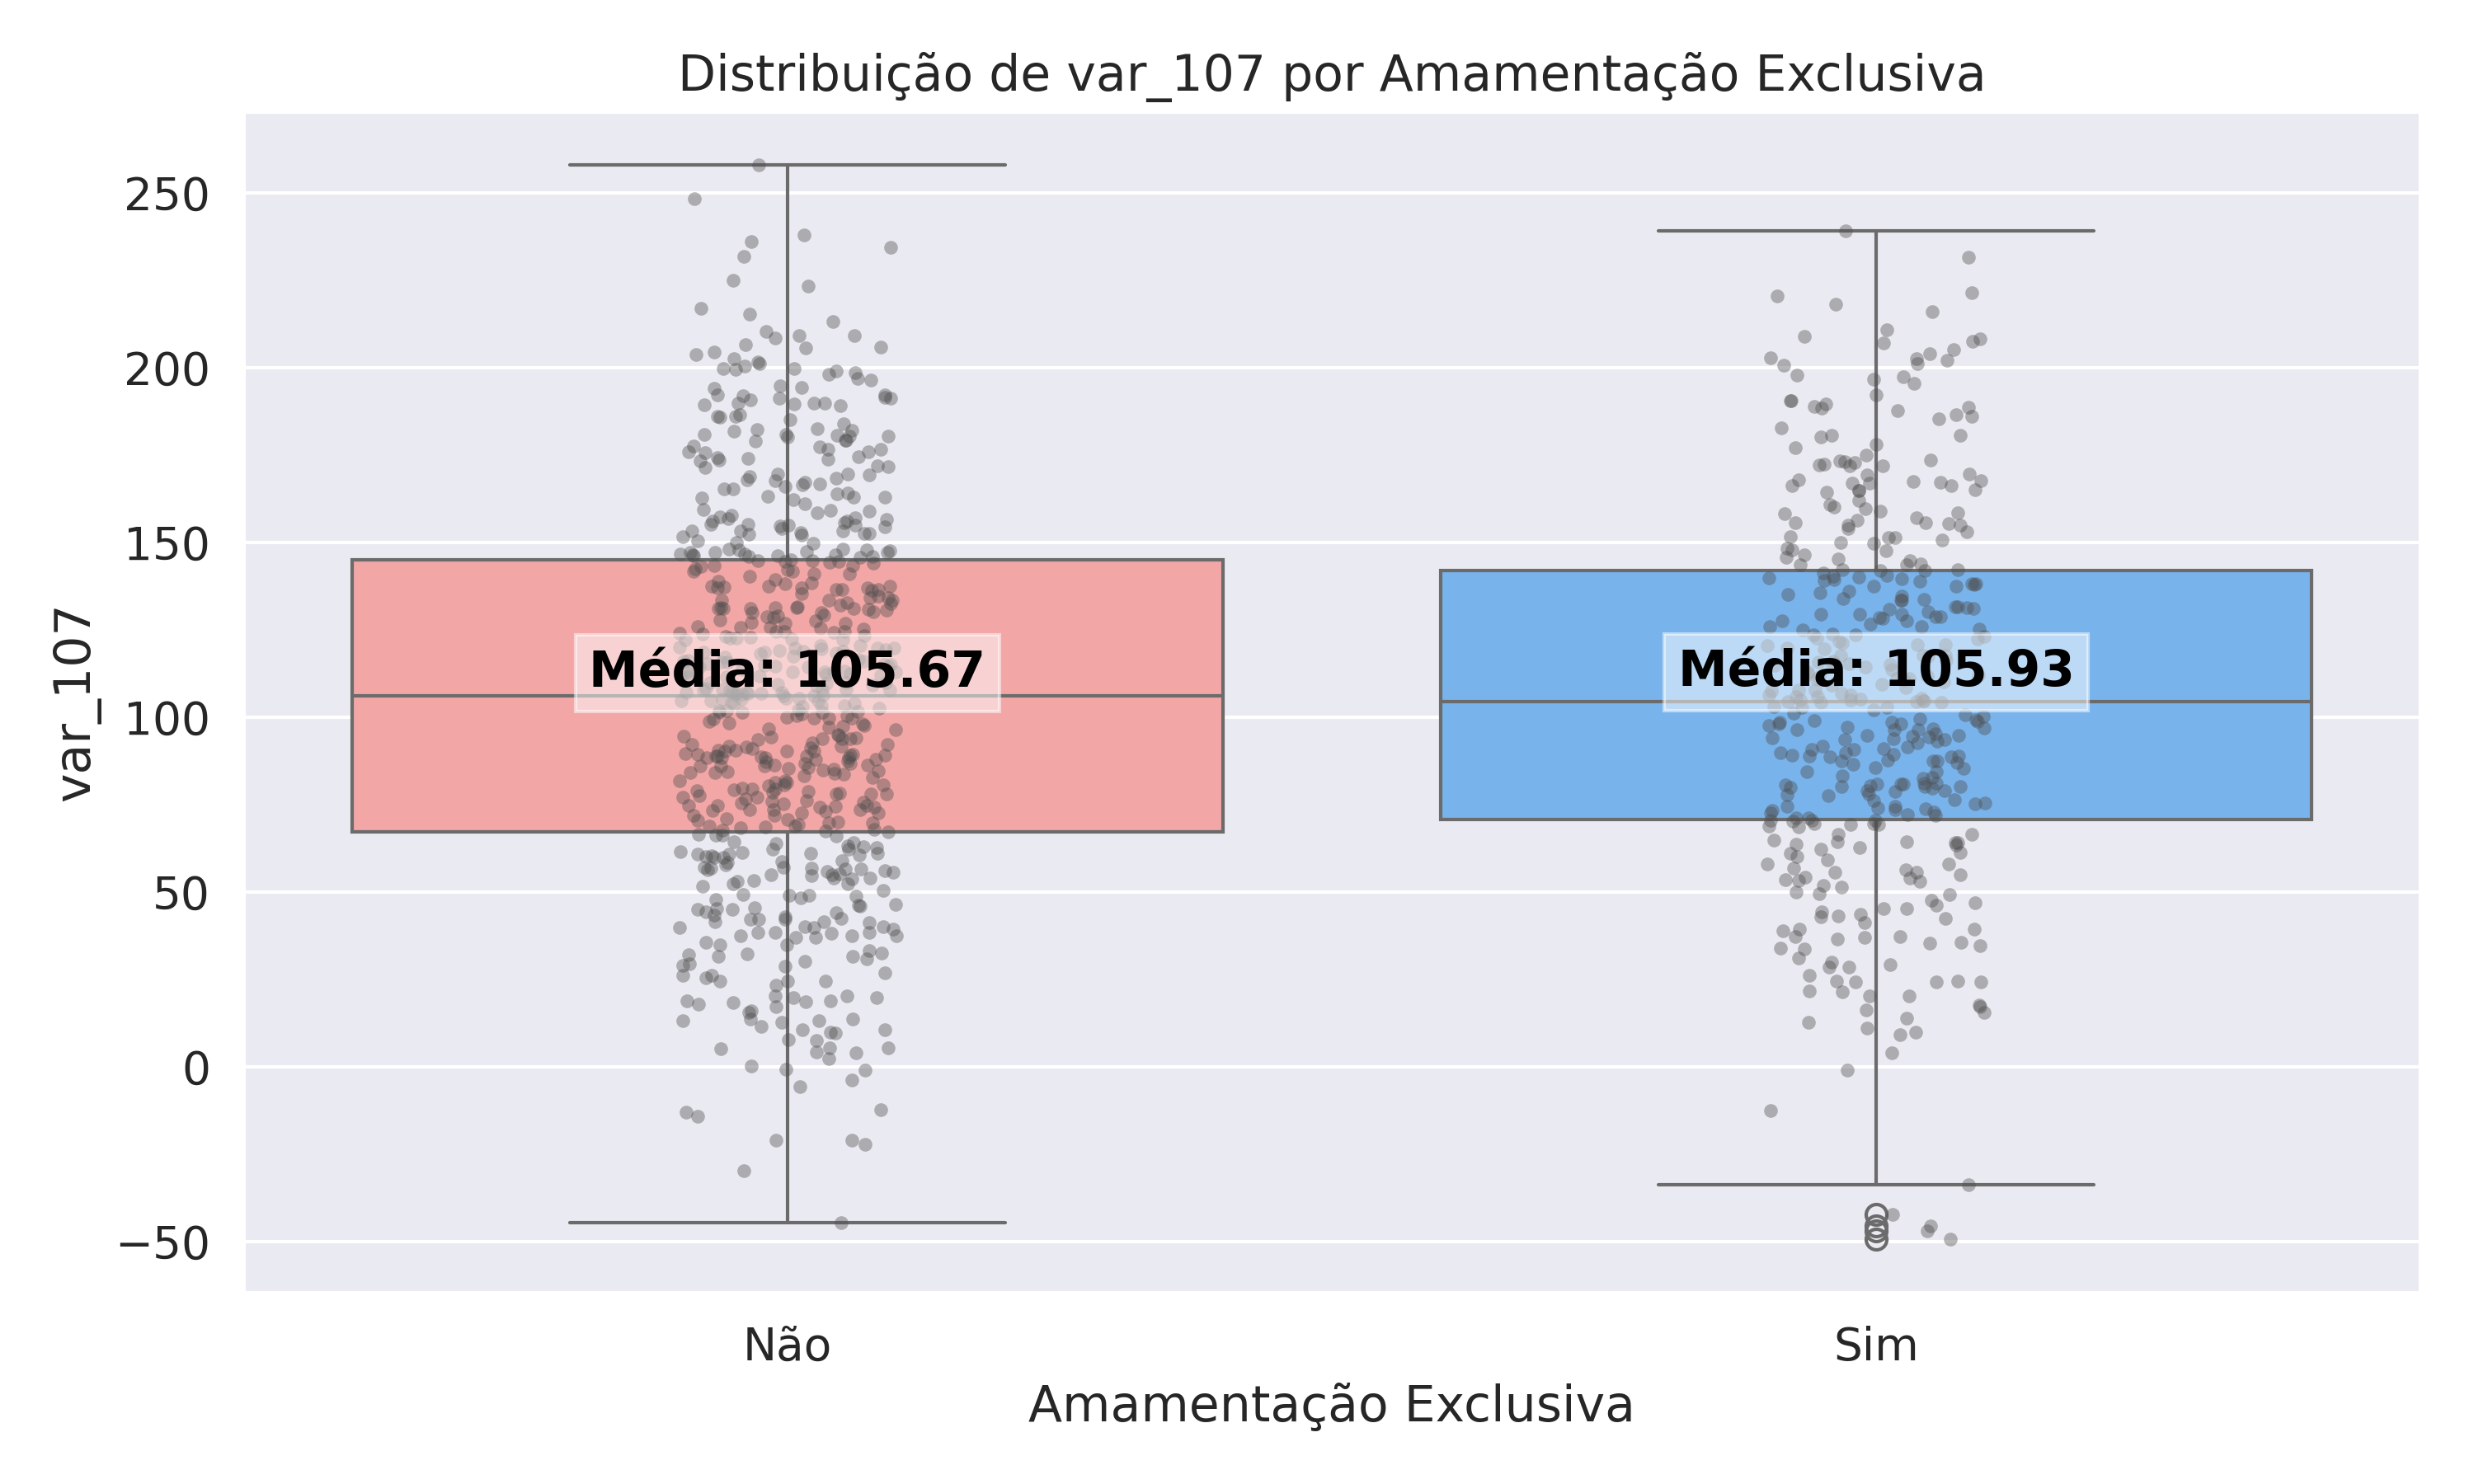 Distribuição de var_107 por Amamentação Exclusiva
var_107
250
200
150
100
50
0
−50
Média: 105.67
Média: 105.93
Não
Sim
Amamentação Exclusiva